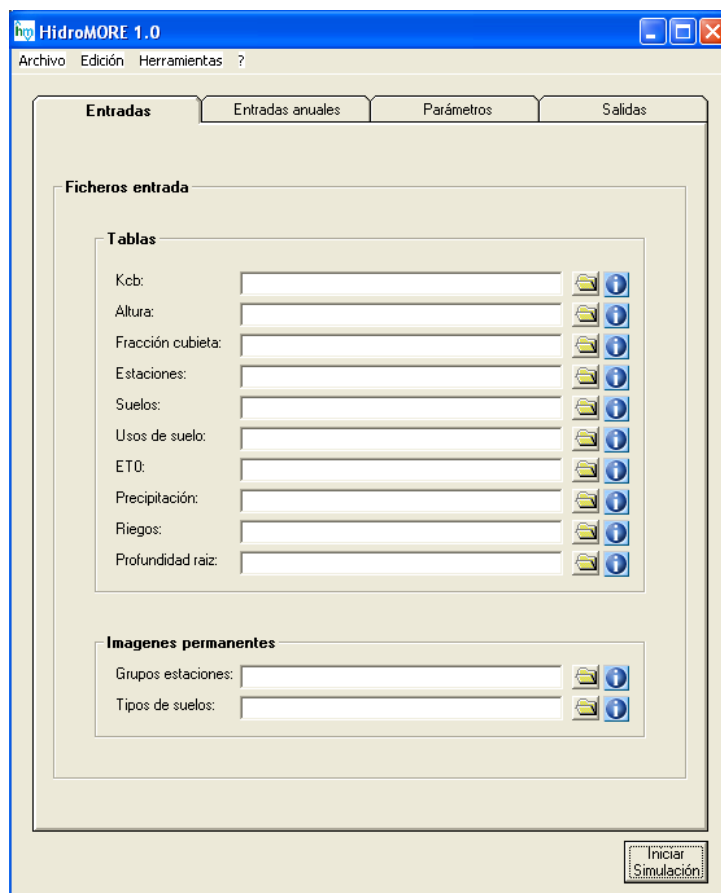 HidroMORE 1.0
Archivo Edición Herramientas ?
Entradas Entradas anuales Parámetros Salidas
Ficheros entrada
Tablas
Kcb:
Altura:
Fracción cubieta:
Estaciones:
Suelos:
Usos de suelo:
ET0:
Precipitación:
Riegos:
Profundidad raiz:
Imagenes permanentes
Grupos estaciones:
Tipos de suelos:
Iniciar
Simulación